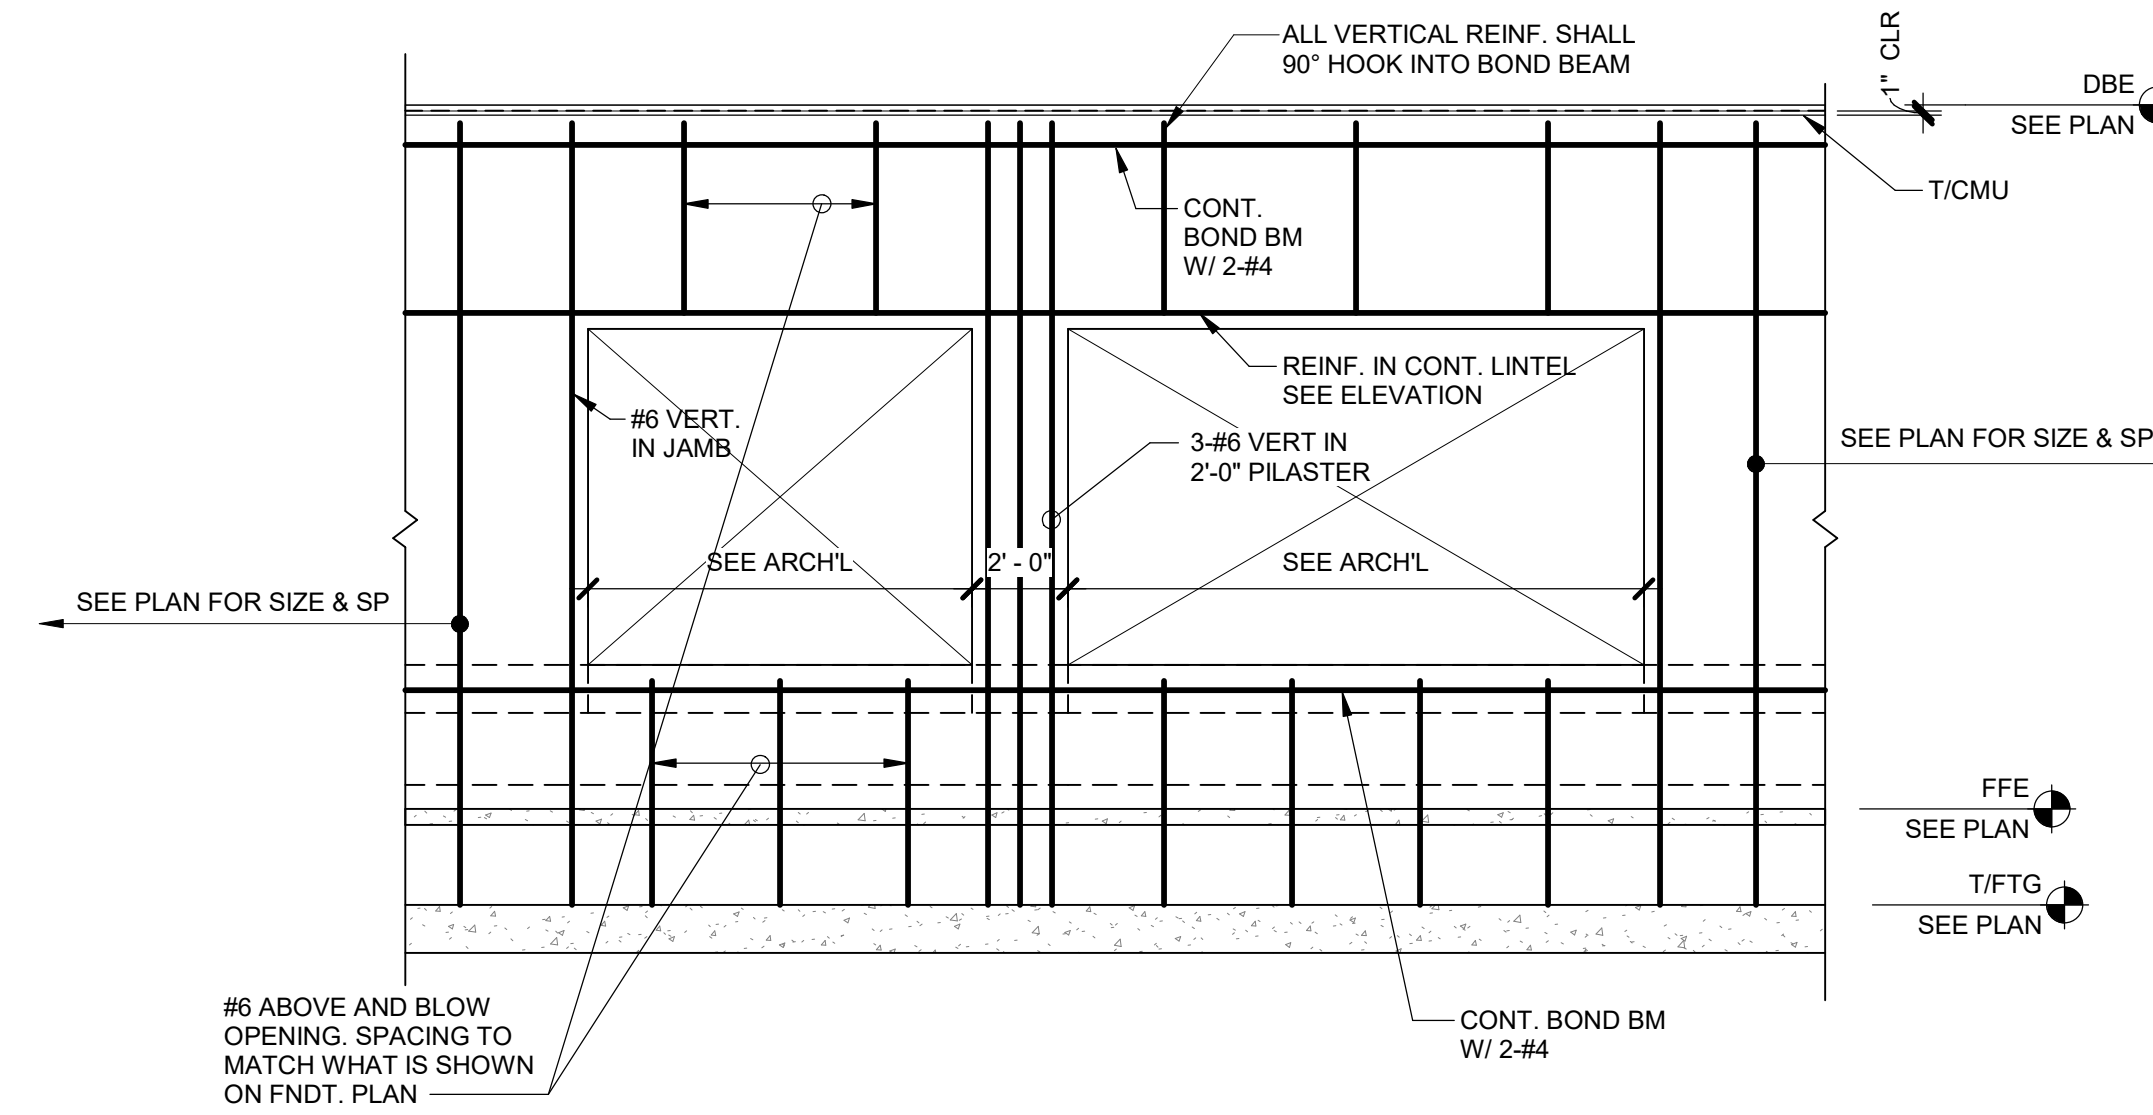 ALL VERTICAL REINF. SHALL
90° HOOK INTO BOND BEAM
1" CLR
DBE
SEE PLAN
T/CMU
CONT.
BOND BM
W/ 2-#4
REINF. IN CONT. LINTEL
SEE ELEVATION
#6 VERT.
IN JAMB
3-#6 VERT IN
2'-0" PILASTER
SEE PLAN FOR SIZE & SP
SEE ARCH'L
2' - 0"
SEE ARCH'L
SEE PLAN FOR SIZE & SP
FFE
SEE PLAN
T/FTG
SEE PLAN
#6 ABOVE AND BLOW
OPENING. SPACING TO
MATCH WHAT IS SHOWN
ON FNDT. PLAN
CONT. BOND BM
W/ 2-#4